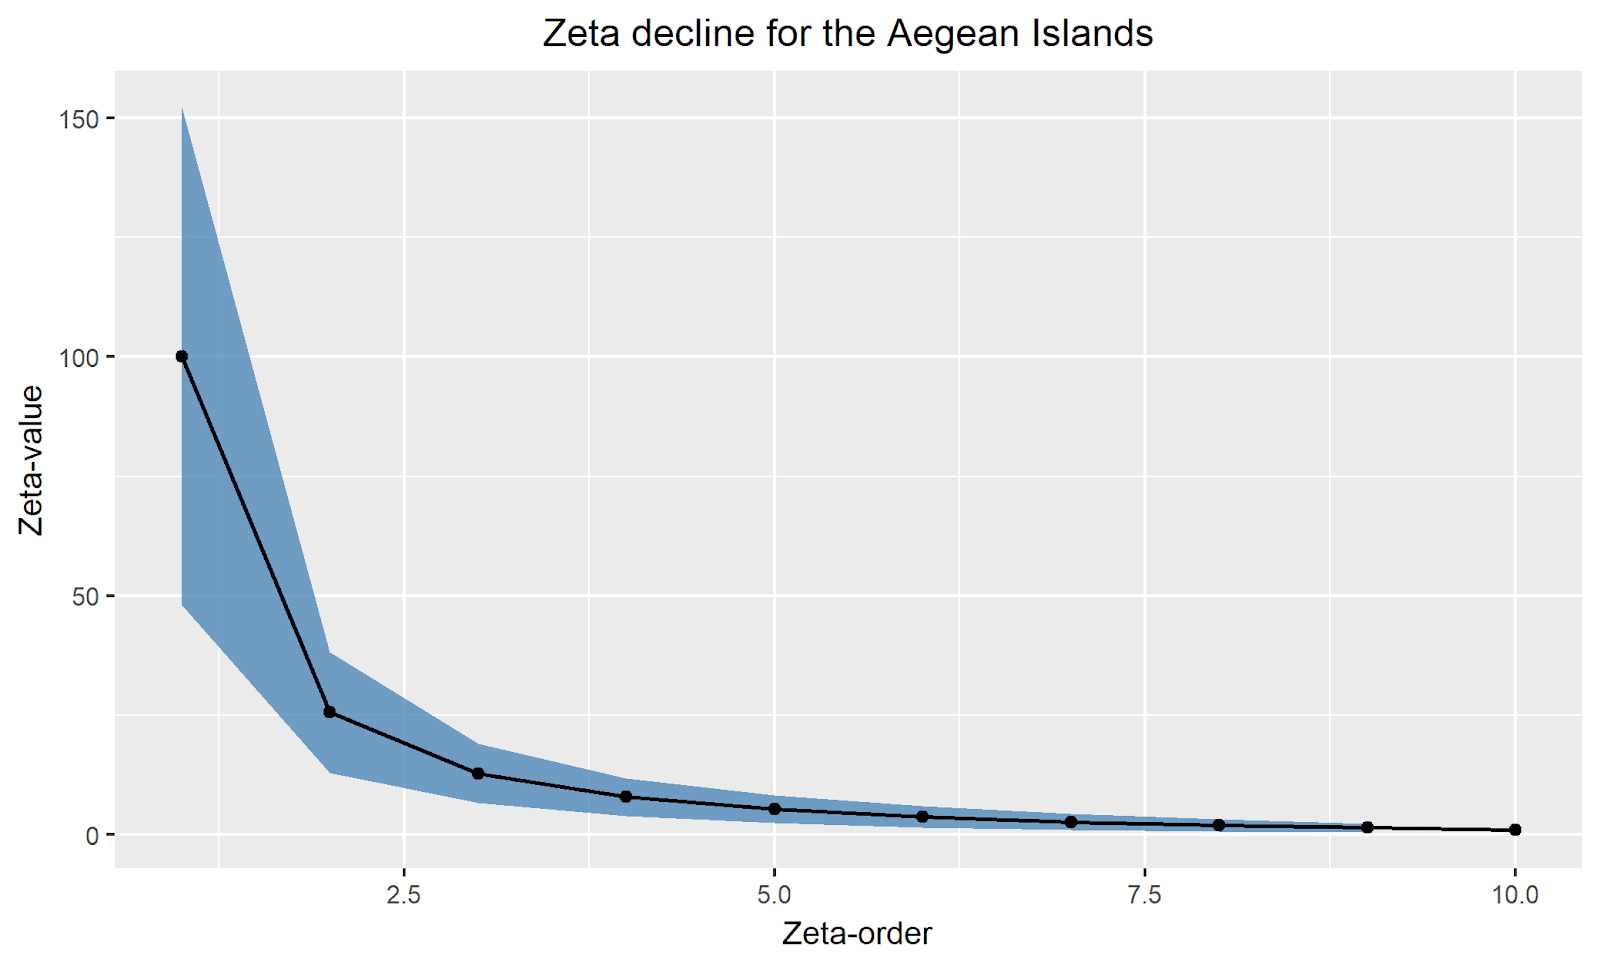 Zeta decline for the Aegean Islands
150
100
50
0
Zeta-value
2.5
5.0
7.5
10.0
Zeta-order